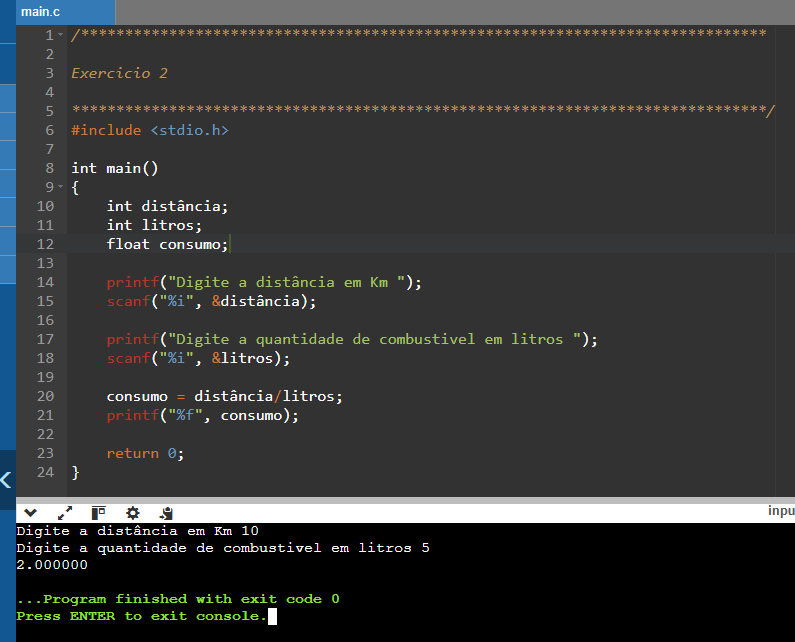 main.c
1 /******************************************************************************
2
3 Exercicio 2
4
5 *******************************************************************************/
6 #include <stdio.h>
7
8 int main()
9 {
10 int distância;
11 int litros;
12 float consumo;
13
14 printf("Digite a distância em Km ");
15 scanf("%i", &distância);
16
17 printf("Digite a quantidade de combustivel em litros ");
18 scanf("%i", &litros);
19
20 consumo = distância/litros;
21 printf("%f", consumo);
22
23 return 0;
24 }
inpu
Digite a distância em Km 10
Digite a quantidade de combustivel em litros 5
2.000000
...Program finished with exit code 0
Press ENTER to exit console.